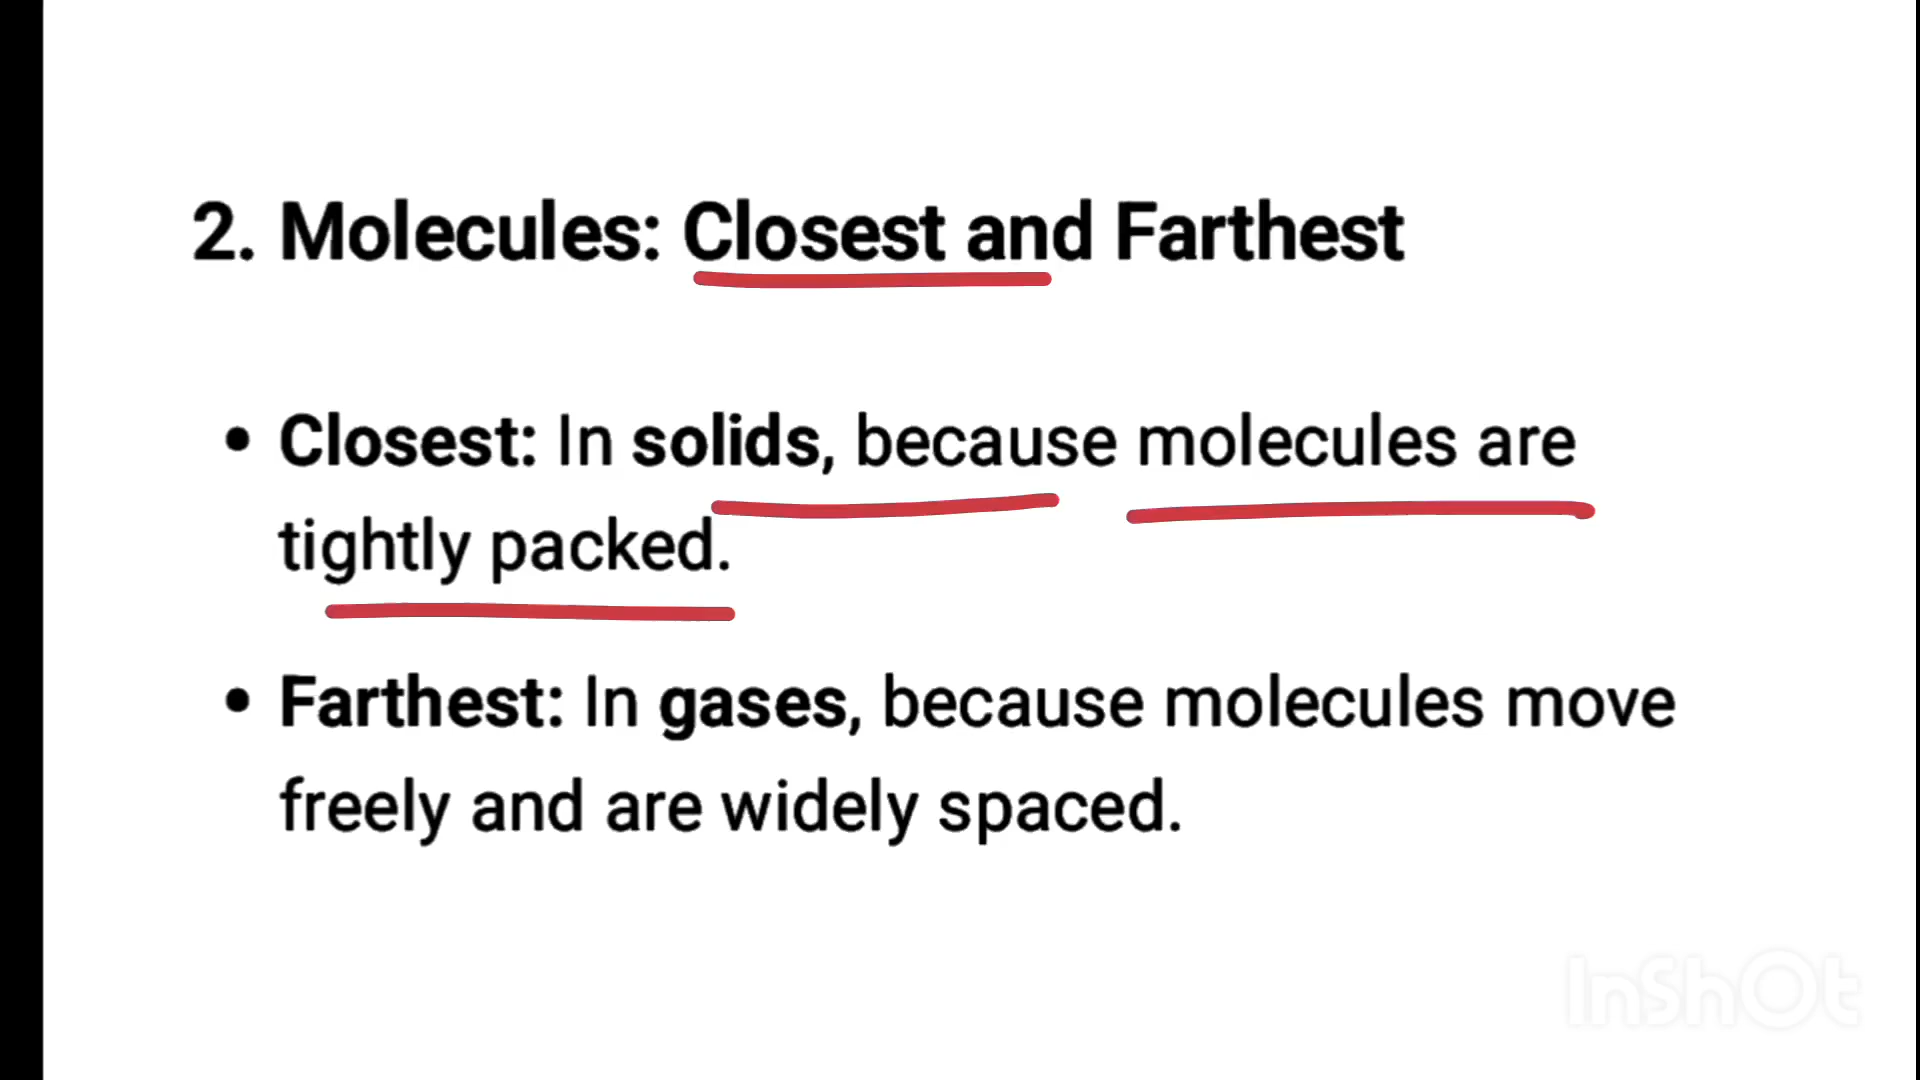 2. Molecules: Closest and Farthest
• Closest: In solids, because molecules are
tightly packed.
• Farthest: In gases, because molecules move
freely and are widely spaced.
InShOt